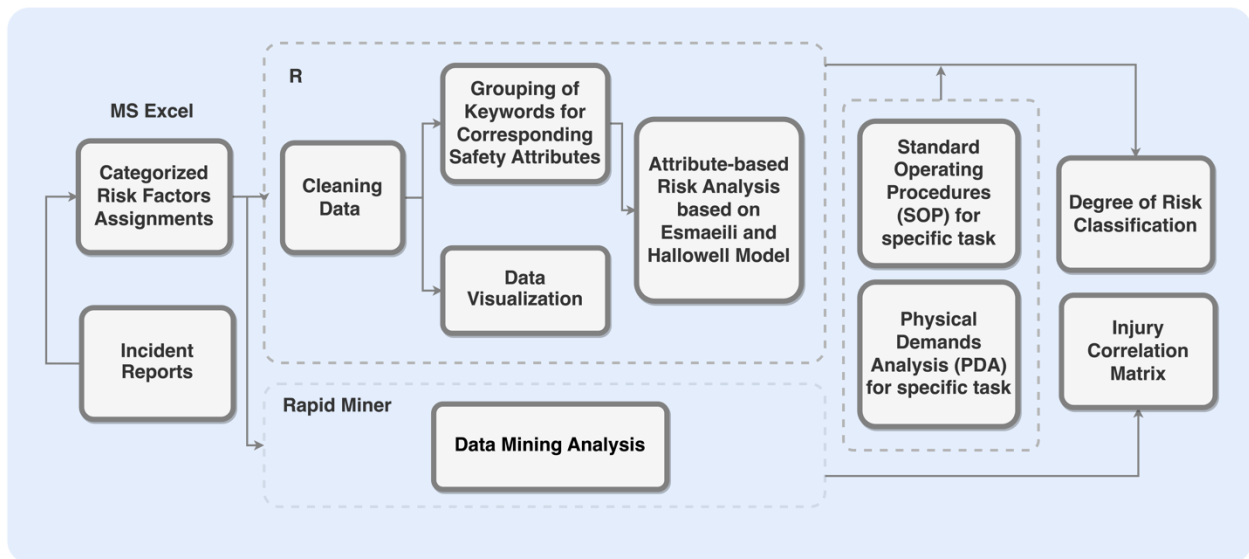 MS Excel
Categorized
Risk Factors
Assignments
Incident
Reports
R
Cleaning
Data
Grouping of
Keywords for
Corresponding
Safety Attributes
Data
Visualization
Attribute-based
Risk Analysis
based on
Esmaeili and
Hallowell Model
Rapid Miner
Data Mining Analysis
Standard
Operating
Procedures
(SOP) for
specific task
Physical
Demands
Analysis (PDA)
for specific task
Degree of Risk
Classification
Injury
Correlation
Matrix